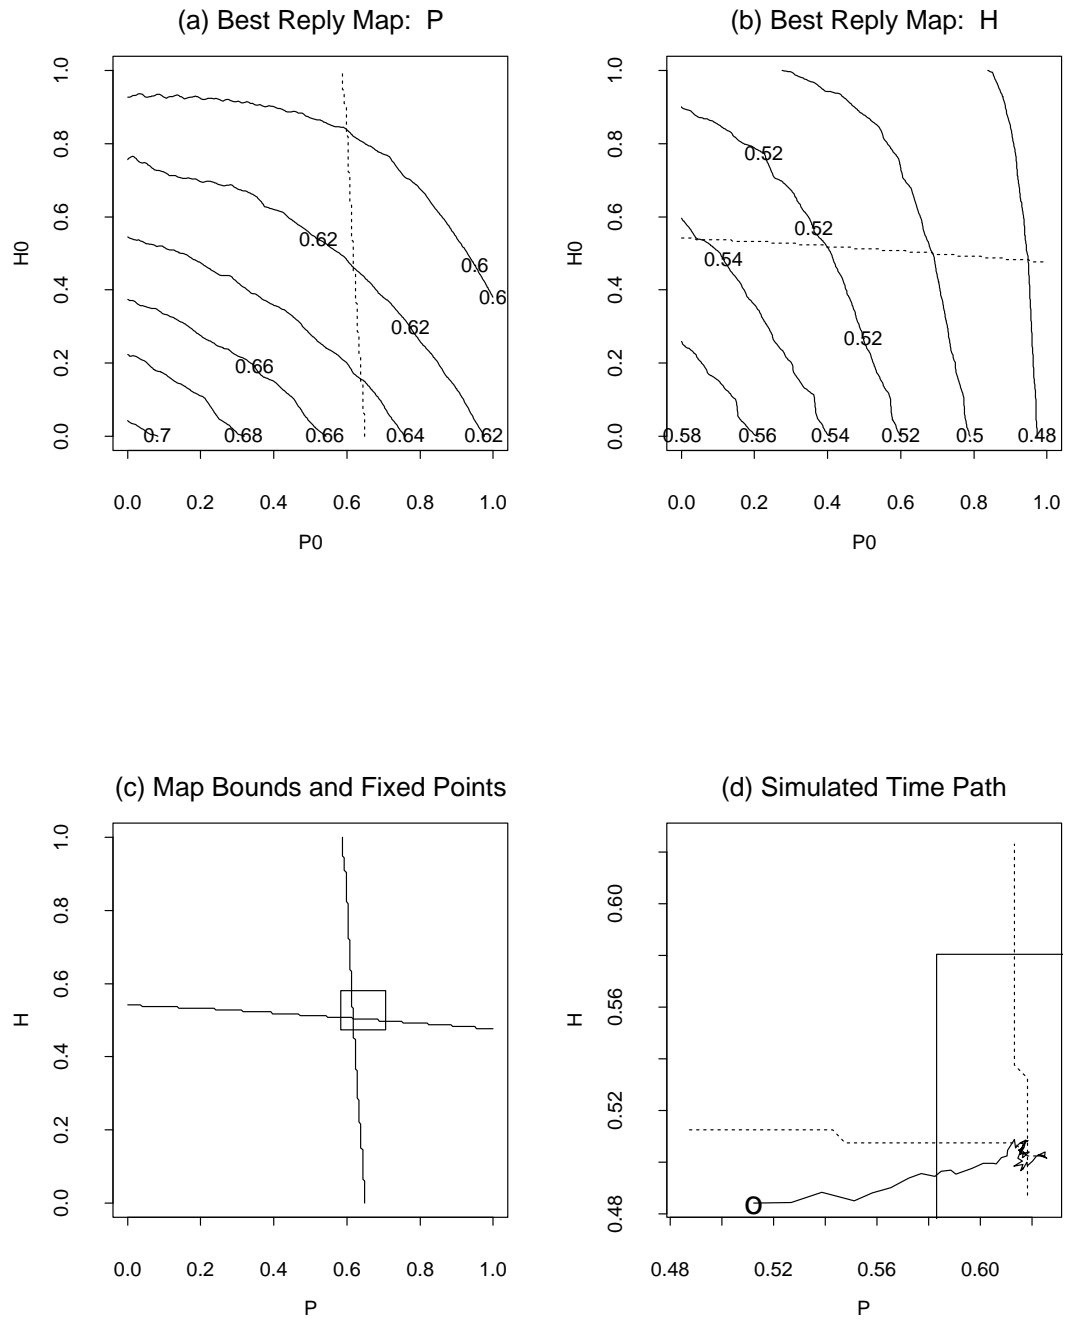 (a) Best Reply Map: P
1.0
0.8
0.6
0.4
0.2
0.0
H0
0.62
0.6
0.6
0.62
0.66
0.7
0.68
0.66
0.64
0.62
0.0 0.2 0.4 0.6 0.8 1.0
P0
(b) Best Reply Map: H
1.0
0.8
0.6
0.4
0.2
0.0
H0
0.52
0.52
0.54
0.52
0.58
0.56
0.54
0.52
0.5
0.48
0.0 0.2 0.4 0.6 0.8 1.0
P0
(c) Map Bounds and Fixed Points
1.0
0.8
0.6
0.4
0.2
0.0
H
0.0 0.2 0.4 0.6 0.8 1.0
P
(d) Simulated Time Path
0.60
0.56
0.52
0.48
H
O
0.48 0.52 0.56 0.60
P